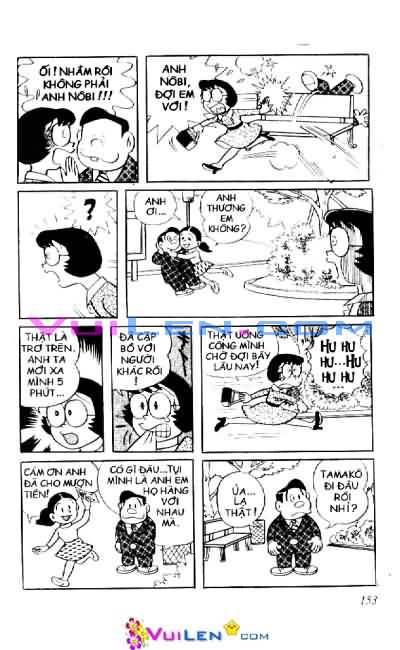 ỐI! NHẦM RỒI
KHÔNG PHẢI
ANH NÔBI!!!
ANH
NÔBI,
ĐỢI EM
VỚI!
?
ANH
ƠI...
ANH
THƯƠNG
EM
KHÔNG?
VUILEN.COM
THẬT LÀ
TRƠ TRẼN.
ANH TA
MỚI XA
MÌNH 5
PHÚT...
ĐÃ CẶP
BỒ VỚI
NGƯỜI
KHÁC RỒI
!
THẬT UỔNG
CÔNG MÌNH
CHỜ ĐỢI BẤY
LÂU NAY!
HU HU
HU...HU
HU HU
...
CÁM ƠN ANH
ĐÃ CHO MƯỢN
TIỀN!
CÓ GÌ ĐÂU...TỤI
MÌNH LÀ ANH EM
HỌ HÀNG
VỚI
NHAU
MÀ.
ỦA...
LẠ
THẬT!
TAMAKÔ
ĐI ĐÂU
RỒI
NHỈ?
153
VUILEN.COM